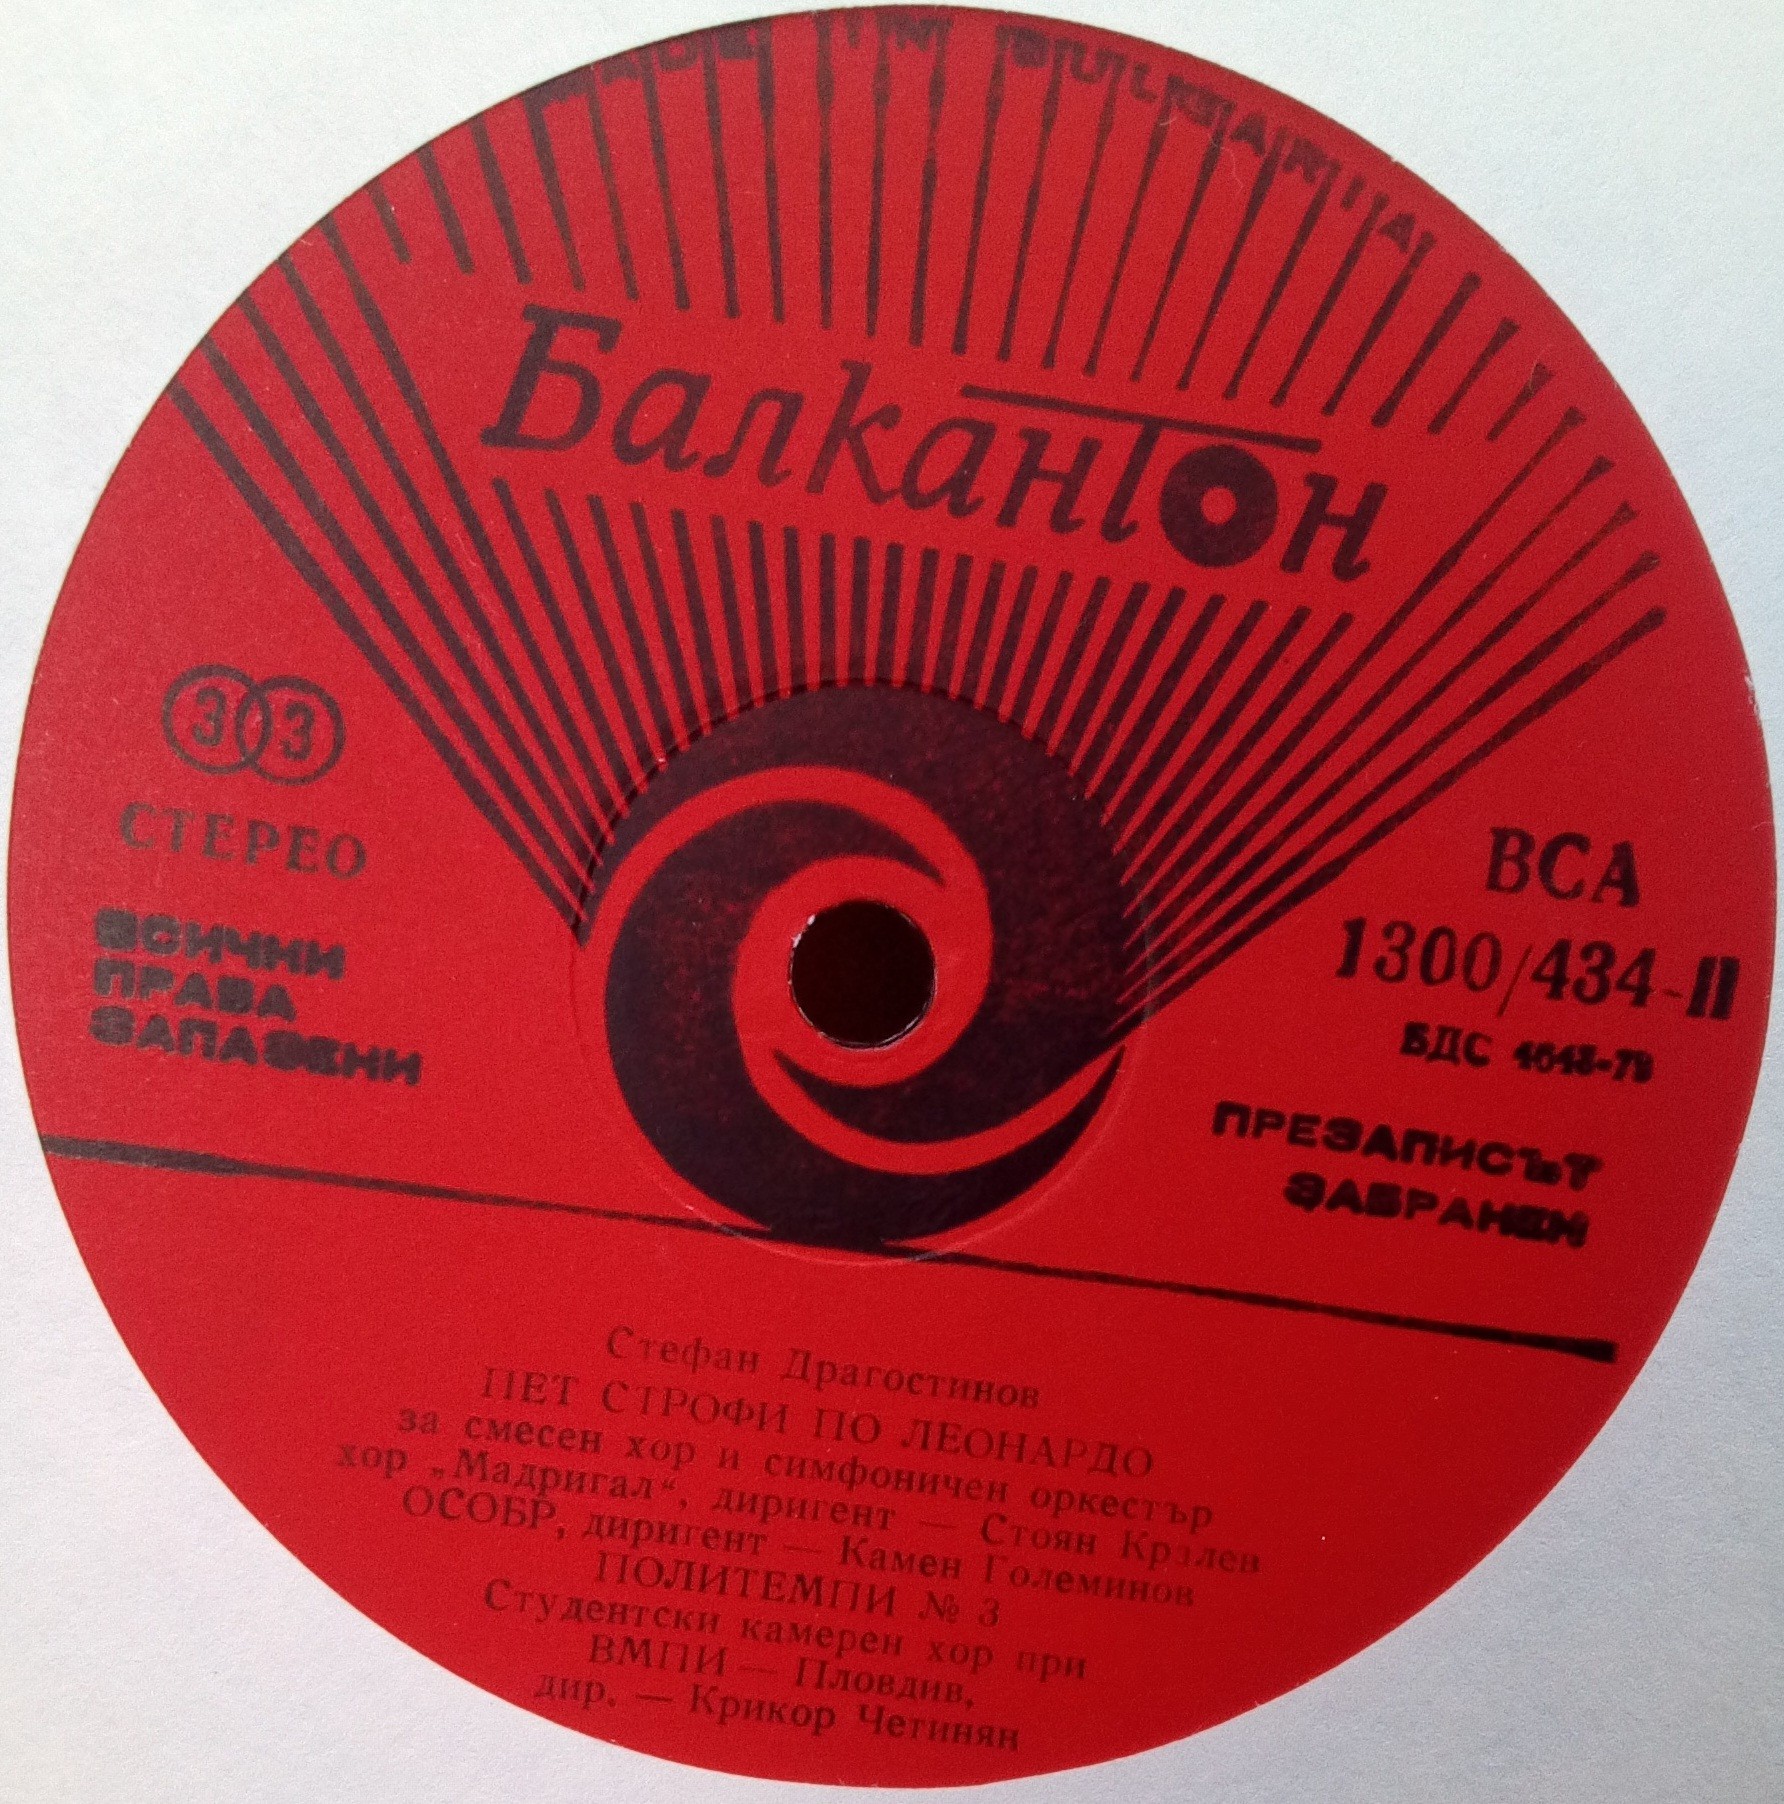 MADE IN BULGARIA
Балкантон
33
СТЕРЕО
ВСИЧКИ
ПРАВА
ЗАПАЗЕНИ
ВСА
1300/434-II
БДС
ПРЕЗАПИСЪТ
ЗАБРАНЕН
Стефан Драгостинов
ПЕТ СТРОФИ ПО ЛЕОНАРДО
за смесен хор и симфоничен оркестър
хор „Мадригал“, диригент — Стоян Кралев
ОСОБР, диригент — Камен Големинов
ПОЛИТЕМПИ № 3
Студентски камерен хор при
ВМПИ — Пловдив,
дир. — Крикор Четинян